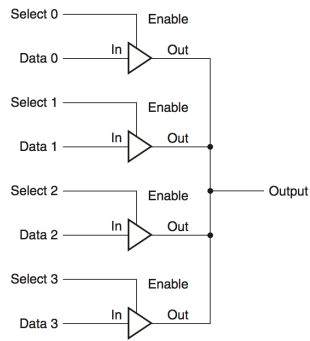 Select 0
Enable
Data 0
In
Out
Select 1
Enable
Data 1
In
Out
Select 2
Enable
Output
Data 2
In
Out
Select 3
Enable
Data 3
In
Out